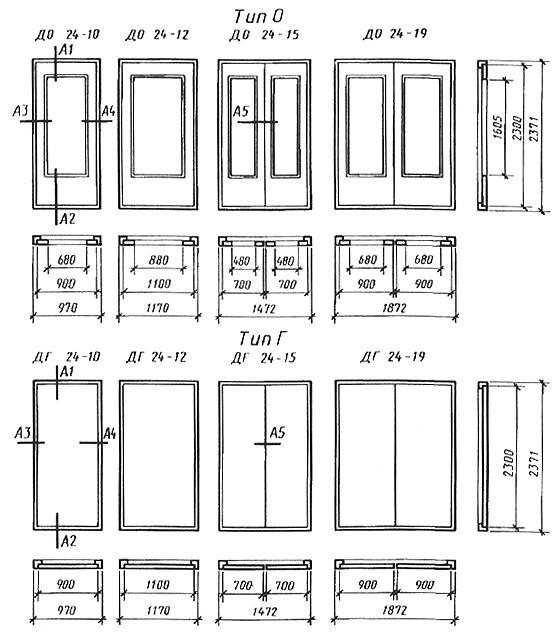 Тип О
ДО 24-10 ДО 24-12 ДО 24-15 ДО 24-19
А1
А3 А4 А5
А2
1605 2300 2371
680 880 480 480 680 680
900 1100 700 700 900 900
970 1170 1472 1872
Тип Г
ДГ 24-10 ДГ 24-12 ДГ 24-15 ДГ 24-19
А1
А3 А4 А5
А2
2300 2371
900 1100 700 700 900 900
970 1170 1472 1872